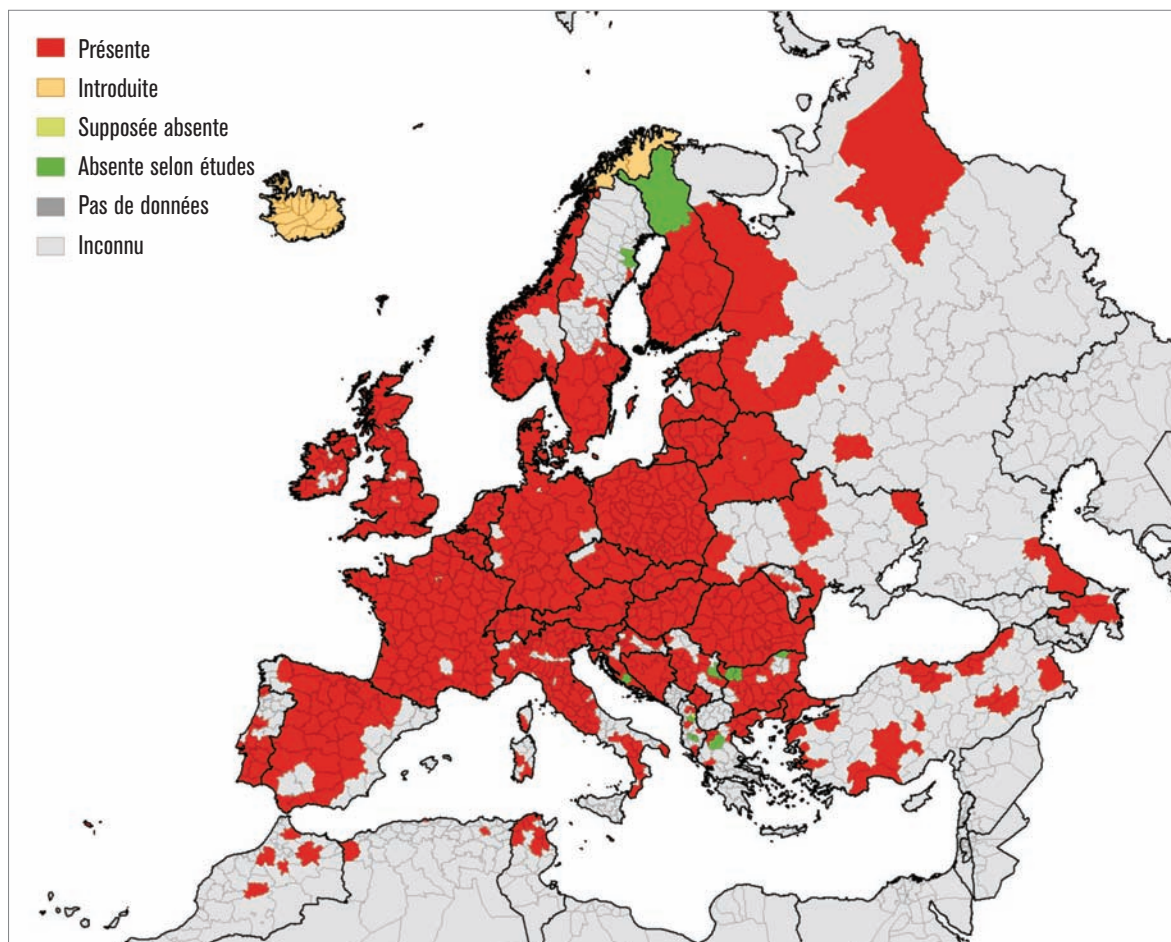 Présente
Introduite
Supposée absente
Absente selon études
Pas de données
Inconnu